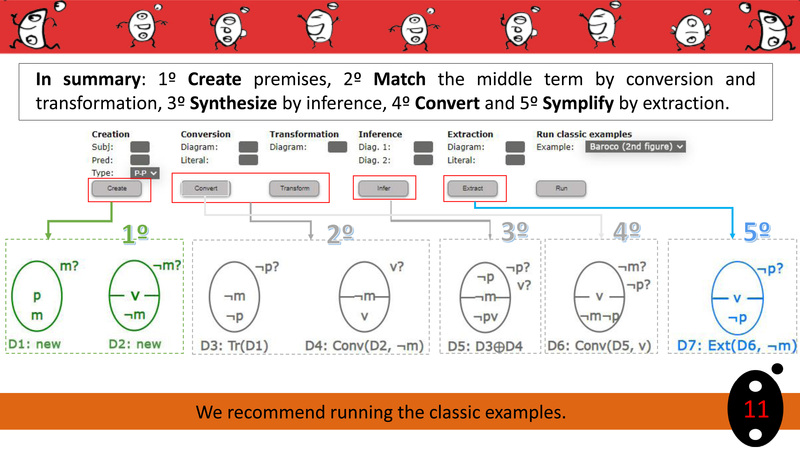 In summary: 1º Create premises, 2º Match the middle term by conversion and
transformation, 3º Synthesize by inference, 4º Convert and 5º Symplify by extraction.
Creation Conversion Transformation Inference Extraction Run classic examples
Subj: Diagram: Diagram: Diag. 1: Diagram: Example: Baroco (2nd figure)
Pred: Literal: Diag. 2: Literal:
Type: P-P
Create Convert Transform Infer Extract Run
1º 2º 3º 4º 5º
m? ¬m? ¬p? v? ¬p? ¬m? ¬p?
v? ¬p?
p v ¬m ¬m ¬p ¬m v v
m ¬m ¬p v ¬pv ¬m¬p ¬p
D1: new D2: new D3: Tr(D1) D4: Conv(D2, ¬m) D5: D3⊕D4 D6: Conv(D5, v) D7: Ext(D6, ¬m)
We recommend running the classic examples.
11